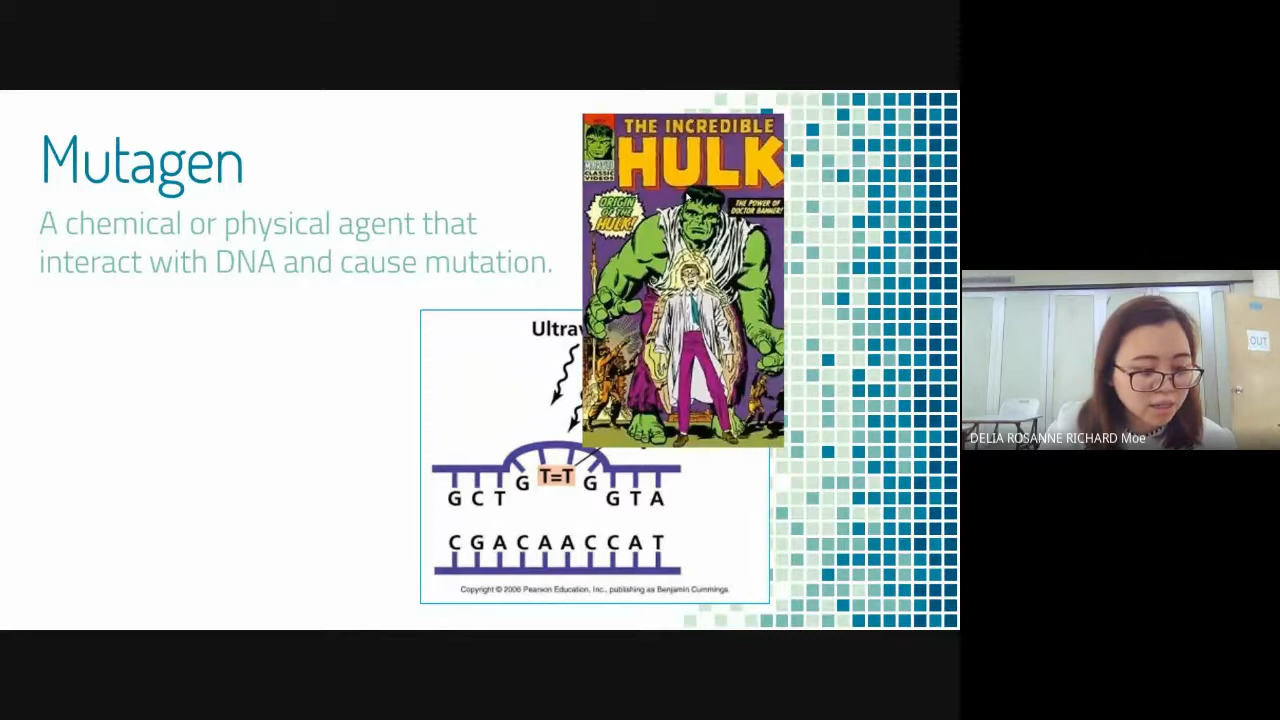 Mutagen
A chemical or physical agent that
interact with DNA and cause mutation.
THE INCREDIBLE
HULK
CLASSIC
VIDEOS
ORIGIN
OF THE
HULK!
THE POWER OF
DOCTOR BANNER!
Ultrav
G C T G T=T G G T A
C G A C A A C C A T
Copyright © 2006 Pearson Education, Inc., publishing as Benjamin Cummings.
OUT
DELIA ROSANNE RICHARD Moe